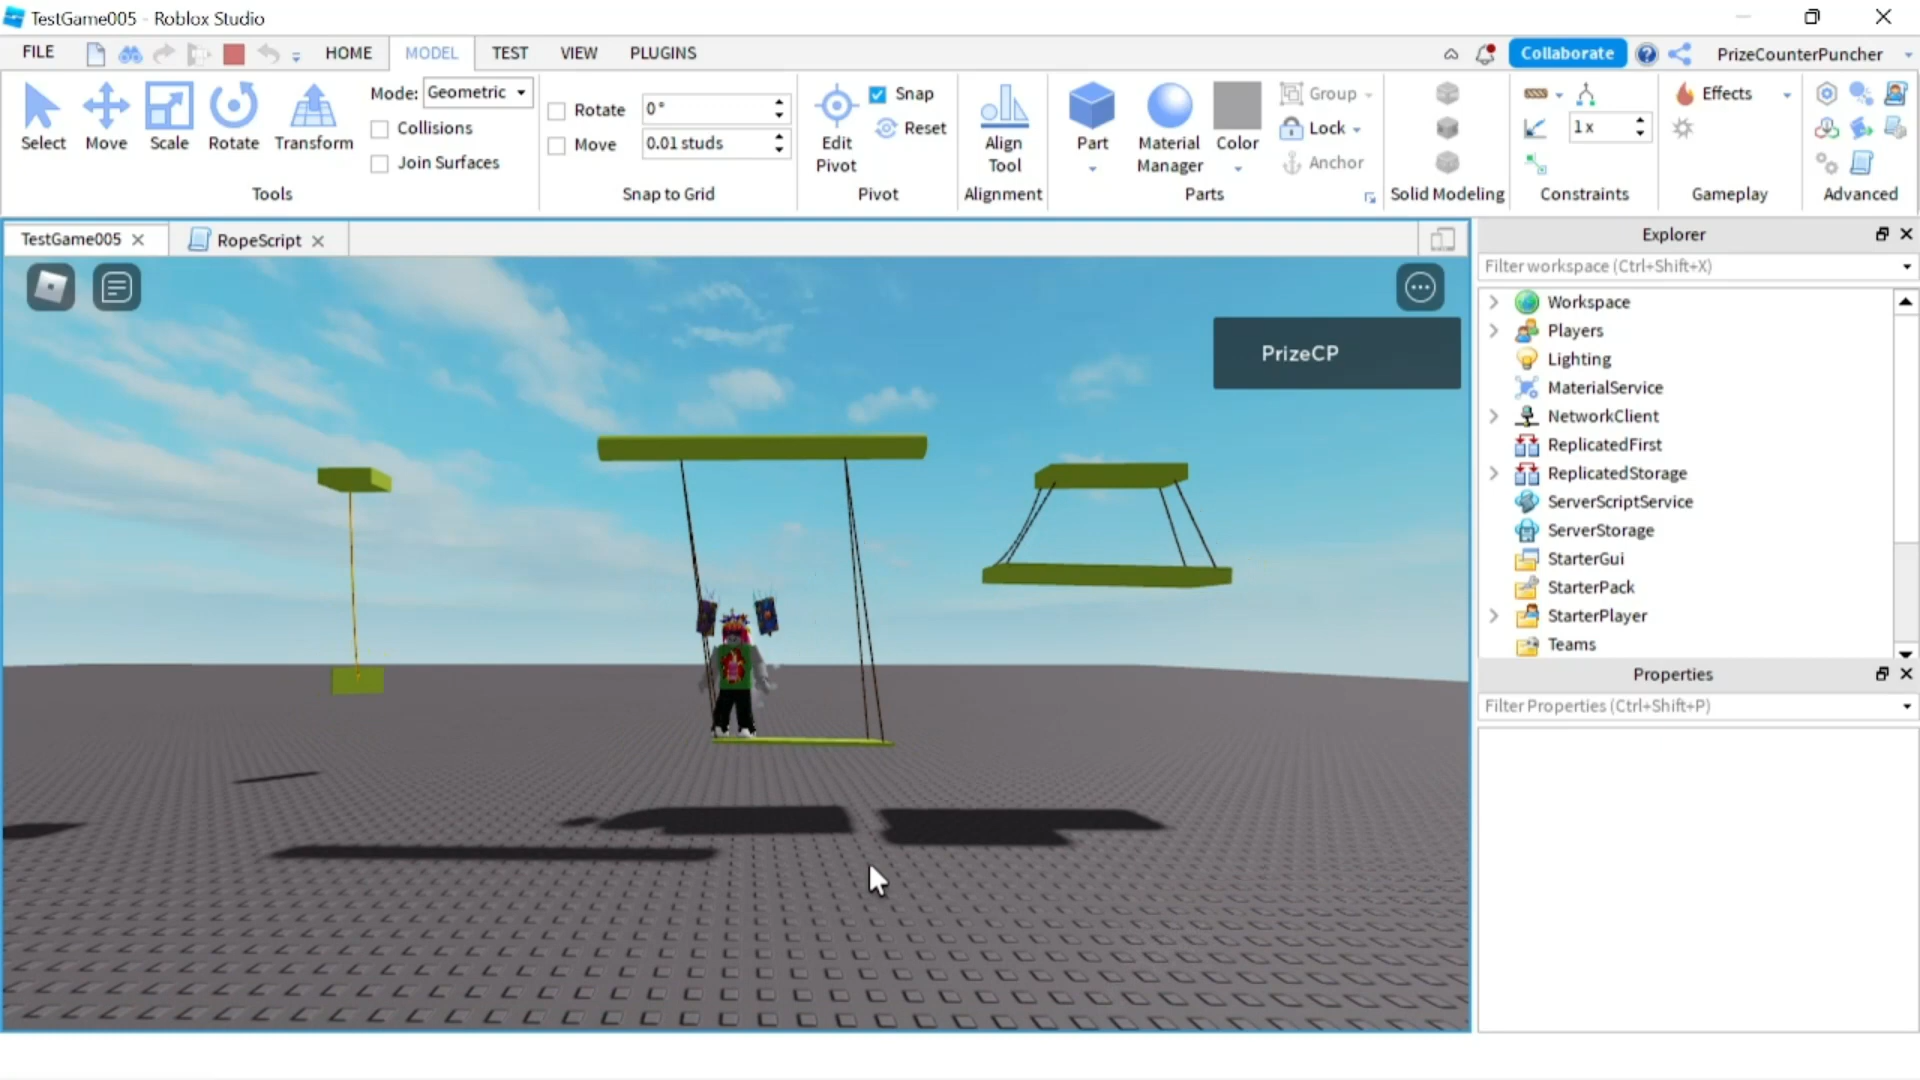 TestGame005 - Roblox Studio
FILE HOME MODEL TEST VIEW PLUGINS Collaborate PrizeCounterPuncher
Select Move Scale Rotate Transform
Mode: Geometric
Collisions
Join Surfaces
Tools
Rotate 0°
Move 0.01 studs
Snap to Grid
Edit Pivot
Snap
Reset
Pivot
Align Tool
Alignment
Part
Material Manager
Color
Group
Lock
Anchor
Parts
Solid Modeling
1x
Constraints
Effects
Gameplay
Advanced
TestGame005 RopeScript
PrizeCP
Explorer
Filter workspace (Ctrl+Shift+X)
Workspace
Players
Lighting
MaterialService
NetworkClient
ReplicatedFirst
ReplicatedStorage
ServerScriptService
ServerStorage
StarterGui
StarterPack
StarterPlayer
Teams
Properties
Filter Properties (Ctrl+Shift+P)